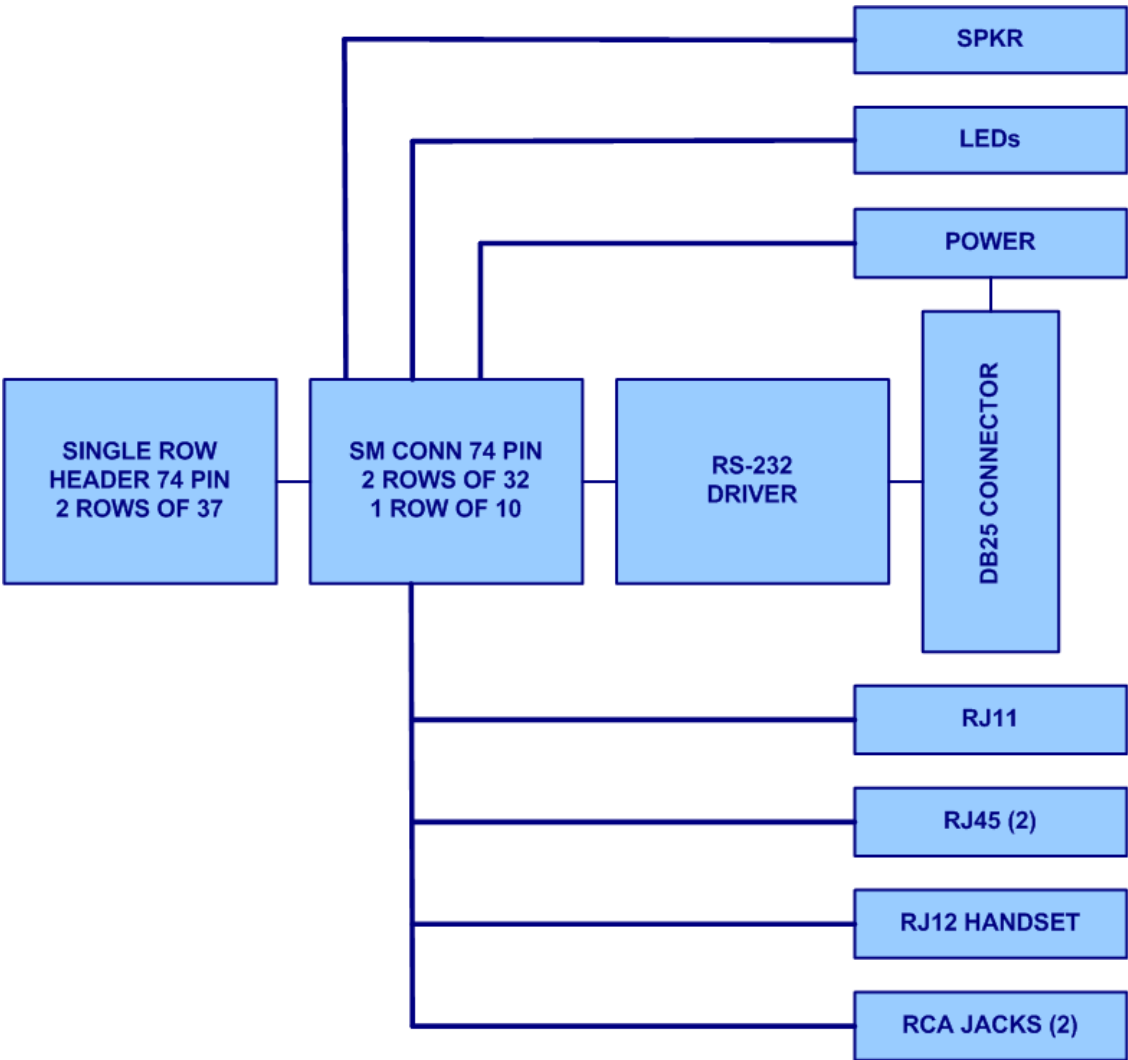 SPKR
LEDs
POWER
DB25 CONNECTOR
SINGLE ROW
HEADER 74 PIN
2 ROWS OF 37
SM CONN 74 PIN
2 ROWS OF 32
1 ROW OF 10
RS-232
DRIVER
RJ11
RJ45 (2)
RJ12 HANDSET
RCA JACKS (2)